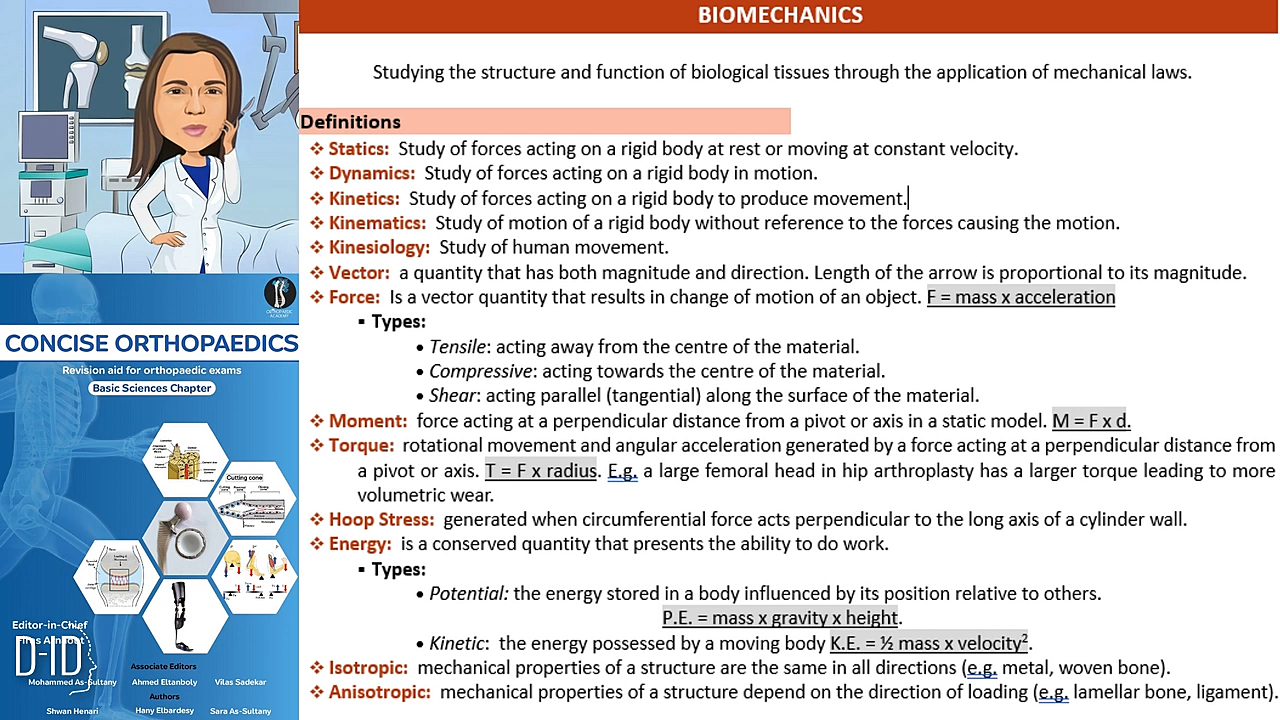 BIOMECHANICS
Studying the structure and function of biological tissues through the application of mechanical laws.
Definitions
❖ Statics: Study of forces acting on a rigid body at rest or moving at constant velocity.
❖ Dynamics: Study of forces acting on a rigid body in motion.
❖ Kinetics: Study of forces acting on a rigid body to produce movement.
❖ Kinematics: Study of motion of a rigid body without reference to the forces causing the motion.
❖ Kinesiology: Study of human movement.
❖ Vector: a quantity that has both magnitude and direction. Length of the arrow is proportional to its magnitude.
❖ Force: Is a vector quantity that results in change of motion of an object. F = mass x acceleration
▪ Types:
• Tensile: acting away from the centre of the material.
• Compressive: acting towards the centre of the material.
• Shear: acting parallel (tangential) along the surface of the material.
❖ Moment: force acting at a perpendicular distance from a pivot or axis in a static model. M = F x d.
❖ Torque: rotational movement and angular acceleration generated by a force acting at a perpendicular distance from
a pivot or axis. T = F x radius. E.g. a large femoral head in hip arthroplasty has a larger torque leading to more
volumetric wear.
❖ Hoop Stress: generated when circumferential force acts perpendicular to the long axis of a cylinder wall.
❖ Energy: is a conserved quantity that presents the ability to do work.
▪ Types:
• Potential: the energy stored in a body influenced by its position relative to others.
P.E. = mass x gravity x height.
• Kinetic: the energy possessed by a moving body K.E. = ½ mass x velocity².
❖ Isotropic: mechanical properties of a structure are the same in all directions (e.g. metal, woven bone).
❖ Anisotropic: mechanical properties of a structure depend on the direction of loading (e.g. lamellar bone, ligament).
ACADEMY
CONCISE ORTHOPAEDICS
Revision aid for orthopaedic exams
Basic Sciences Chapter
Cutting cone
Editor-in-Chief
D-ID
Associate Editors
Mohammed As-Sultany Ahmed Eltanboly Vilas Sadekar
Authors
Shwan Henari Hany Elbardesy Sara As-Sultany